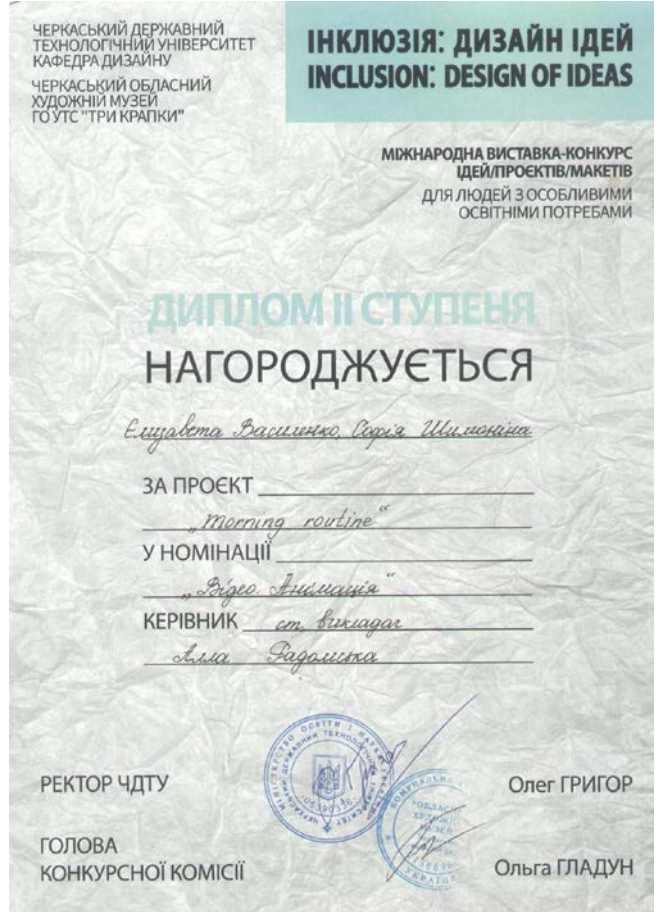 ЧЕРКАСЬКИЙ ДЕРЖАВНИЙ
ТЕХНОЛОГІЧНИЙ УНІВЕРСИТЕТ
КАФЕДРА ДИЗАЙНУ
ЧЕРКАСЬКИЙ ОБЛАСНИЙ
ХУДОЖНІЙ МУЗЕЙ
ГО УТС "ТРИ КРАПКИ"
ІНКЛЮЗІЯ: ДИЗАЙН ІДЕЙ
INCLUSION: DESIGN OF IDEAS
МІЖНАРОДНА ВИСТАВКА-КОНКУРС
ІДЕЙ/ПРОЄКТІВ/МАКЕТІВ
ДЛЯ ЛЮДЕЙ З ОСОБЛИВИМИ
ОСВІТНІМИ ПОТРЕБАМИ
ДИПЛОМ ІІ СТУПЕНЯ
НАГОРОДЖУЄТЬСЯ
Єлизавета Василенко, Софія Шимоніна
ЗА ПРОЄКТ
„Morning routine“
У НОМІНАЦІЇ
„Відео. Анімація“
КЕРІВНИК ст. викладач
Алла Радомська
РЕКТОР ЧДТУ
Олег ГРИГОР
ГОЛОВА
КОНКУРСНОЇ КОМІСІЇ
Ольга ГЛАДУН